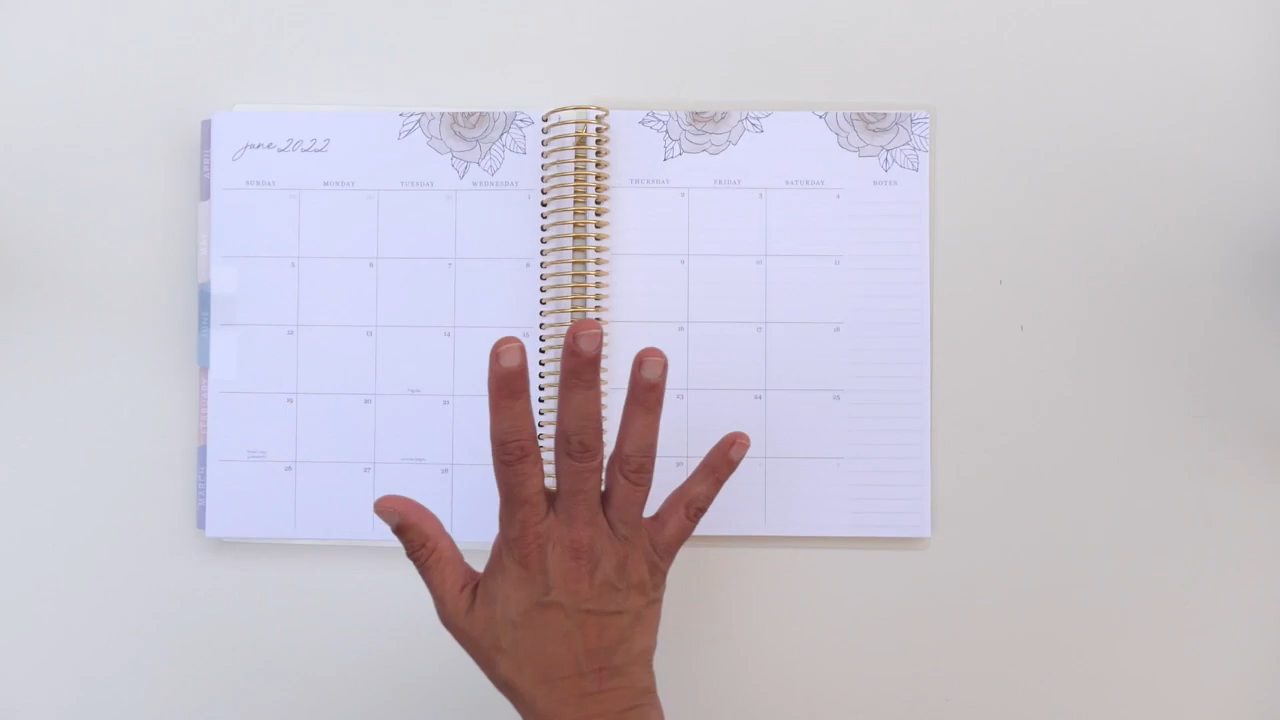 june 2022
SUNDAY MONDAY TUESDAY WEDNESDAY THURSDAY FRIDAY SATURDAY NOTES
1 2 3 4
5 6 7 8 9 10 11
12 13 14 15 16 17 18
19 20 21 23 24 25
26 27 28 30
APRIL
MAY
JUNE
FEBRUARY
MARCH